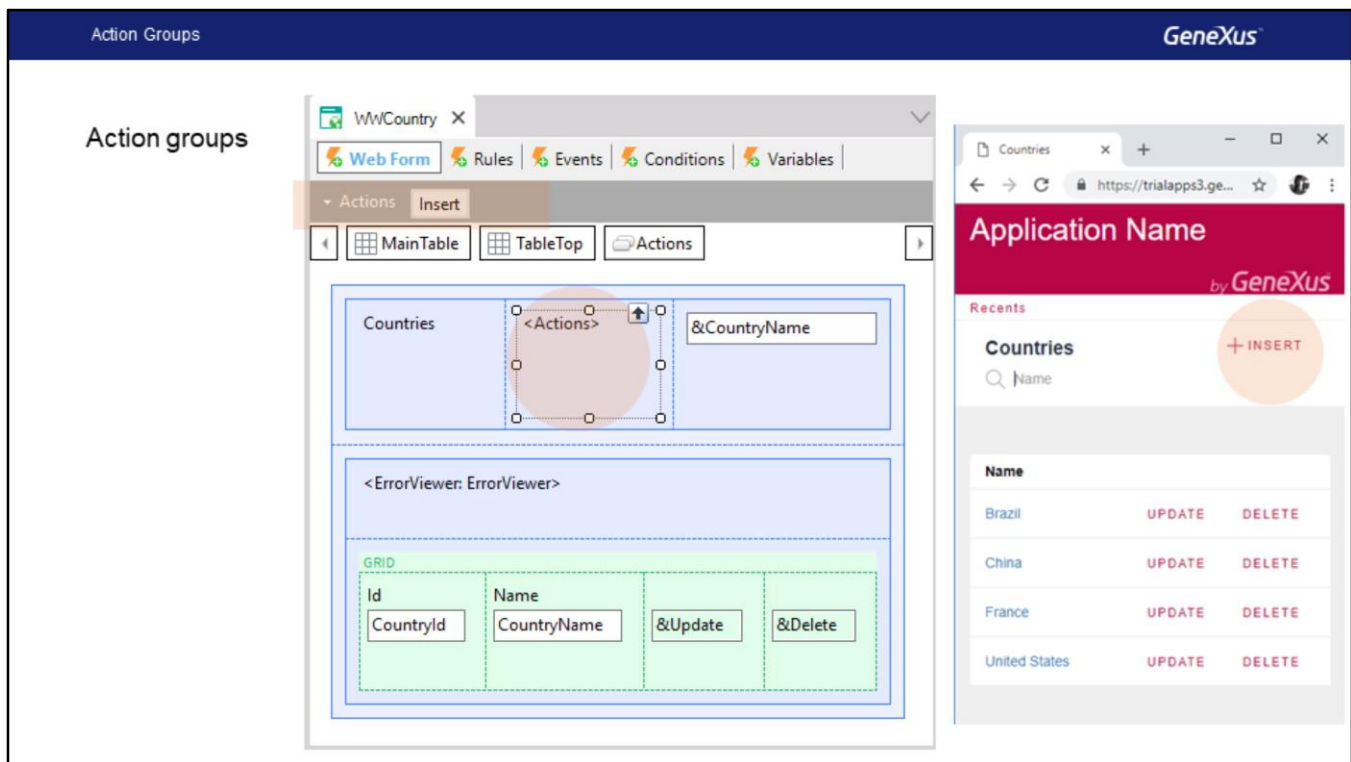 Action Groups
GeneXus™
Action groups
WWCountry
Web Form Rules Events Conditions Variables
Actions Insert
MainTable TableTop Actions
Countries
<Actions>
&CountryName
<ErrorViewer: ErrorViewer>
GRID
Id Name
CountryId CountryName &Update &Delete
Countries
https://trialapps3.ge...
Application Name
by GeneXus
Recents
Countries
+ INSERT
Name
Name
Brazil UPDATE DELETE
China UPDATE DELETE
France UPDATE DELETE
United States UPDATE DELETE